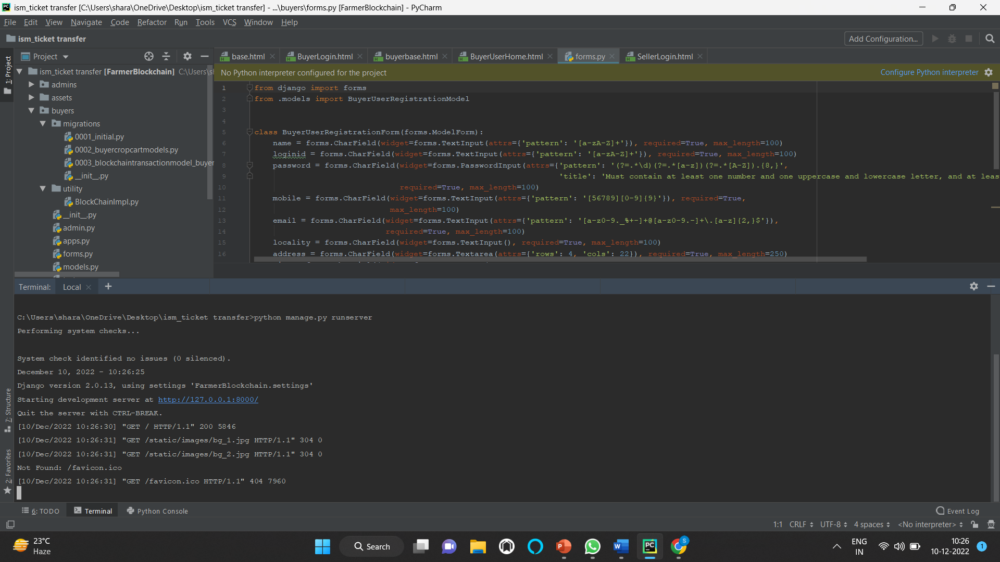 ism_ticket transfer [C:\Users\shara\OneDrive\Desktop\ism_ticket transfer] - ...\buyers\forms.py [FarmerBlockchain] - PyCharm
File Edit View Navigate Code Refactor Run Tools VCS Window Help
ism_ticket transfer
Add Configuration...
Project
base.html
BuyerLogin.html
buyerbase.html
BuyerUserHome.html
forms.py
SellerLogin.html
1: Project
ism_ticket transfer [FarmerBlockchain] C:\Users\sh
admins
assets
buyers
migrations
0001_initial.py
0002_buyercropcartmodels.py
0003_blockchaintransactionmodel_buyer
__init__.py
utility
BlockChainImpl.py
__init__.py
admin.py
apps.py
forms.py
models.py
No Python interpreter configured for the project
Configure Python interpreter
1 from django import forms
2 from .models import BuyerUserRegistrationModel
3
4
5 class BuyerUserRegistrationForm(forms.ModelForm):
6 name = forms.CharField(widget=forms.TextInput(attrs={'pattern': '[a-zA-Z]+'}), required=True, max_length=100)
7 loginid = forms.CharField(widget=forms.TextInput(attrs={'pattern': '[a-zA-Z]+'}), required=True, max_length=100)
8 password = forms.CharField(widget=forms.PasswordInput(attrs={'pattern': '(?=.*\d)(?=.*[a-z])(?=.*[A-Z]).{8,}',
9 'title': 'Must contain at least one number and one uppercase and lowercase letter, and at leas
10 required=True, max_length=100)
11 mobile = forms.CharField(widget=forms.TextInput(attrs={'pattern': '[56789][0-9]{9}'}), required=True,
12 max_length=100)
13 email = forms.CharField(widget=forms.TextInput(attrs={'pattern': '[a-z0-9._%+-]+@[a-z0-9.-]+\.[a-z]{2,}$'}),
14 required=True, max_length=100)
15 locality = forms.CharField(widget=forms.TextInput(), required=True, max_length=100)
16 address = forms.CharField(widget=forms.Textarea(attrs={'rows': 4, 'cols': 22}), required=True, max_length=250)
Terminal: Local
C:\Users\shara\OneDrive\Desktop\ism_ticket transfer>python manage.py runserver
Performing system checks...
System check identified no issues (0 silenced).
December 10, 2022 - 10:26:25
Django version 2.0.13, using settings 'FarmerBlockchain.settings'
Starting development server at http://127.0.0.1:8000/
Quit the server with CTRL-BREAK.
[10/Dec/2022 10:26:30] "GET / HTTP/1.1" 200 5846
[10/Dec/2022 10:26:31] "GET /static/images/bg_1.jpg HTTP/1.1" 304 0
[10/Dec/2022 10:26:31] "GET /static/images/bg_2.jpg HTTP/1.1" 304 0
Not Found: /favicon.ico
[10/Dec/2022 10:26:31] "GET /favicon.ico HTTP/1.1" 404 7960
7: Structure
2: Favorites
6: TODO
Terminal
Python Console
Event Log
1:1 CRLF UTF-8 4 spaces <No interpreter>
23°C
Haze
Search
ENG
IN
10:26
10-12-2022
1